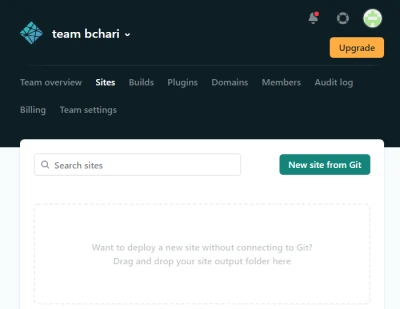 team bchari
Upgrade
Team overview Sites Builds Plugins Domains Members Audit log
Billing Team settings
Search sites New site from Git
Want to deploy a new site without connecting to Git?
Drag and drop your site output folder here